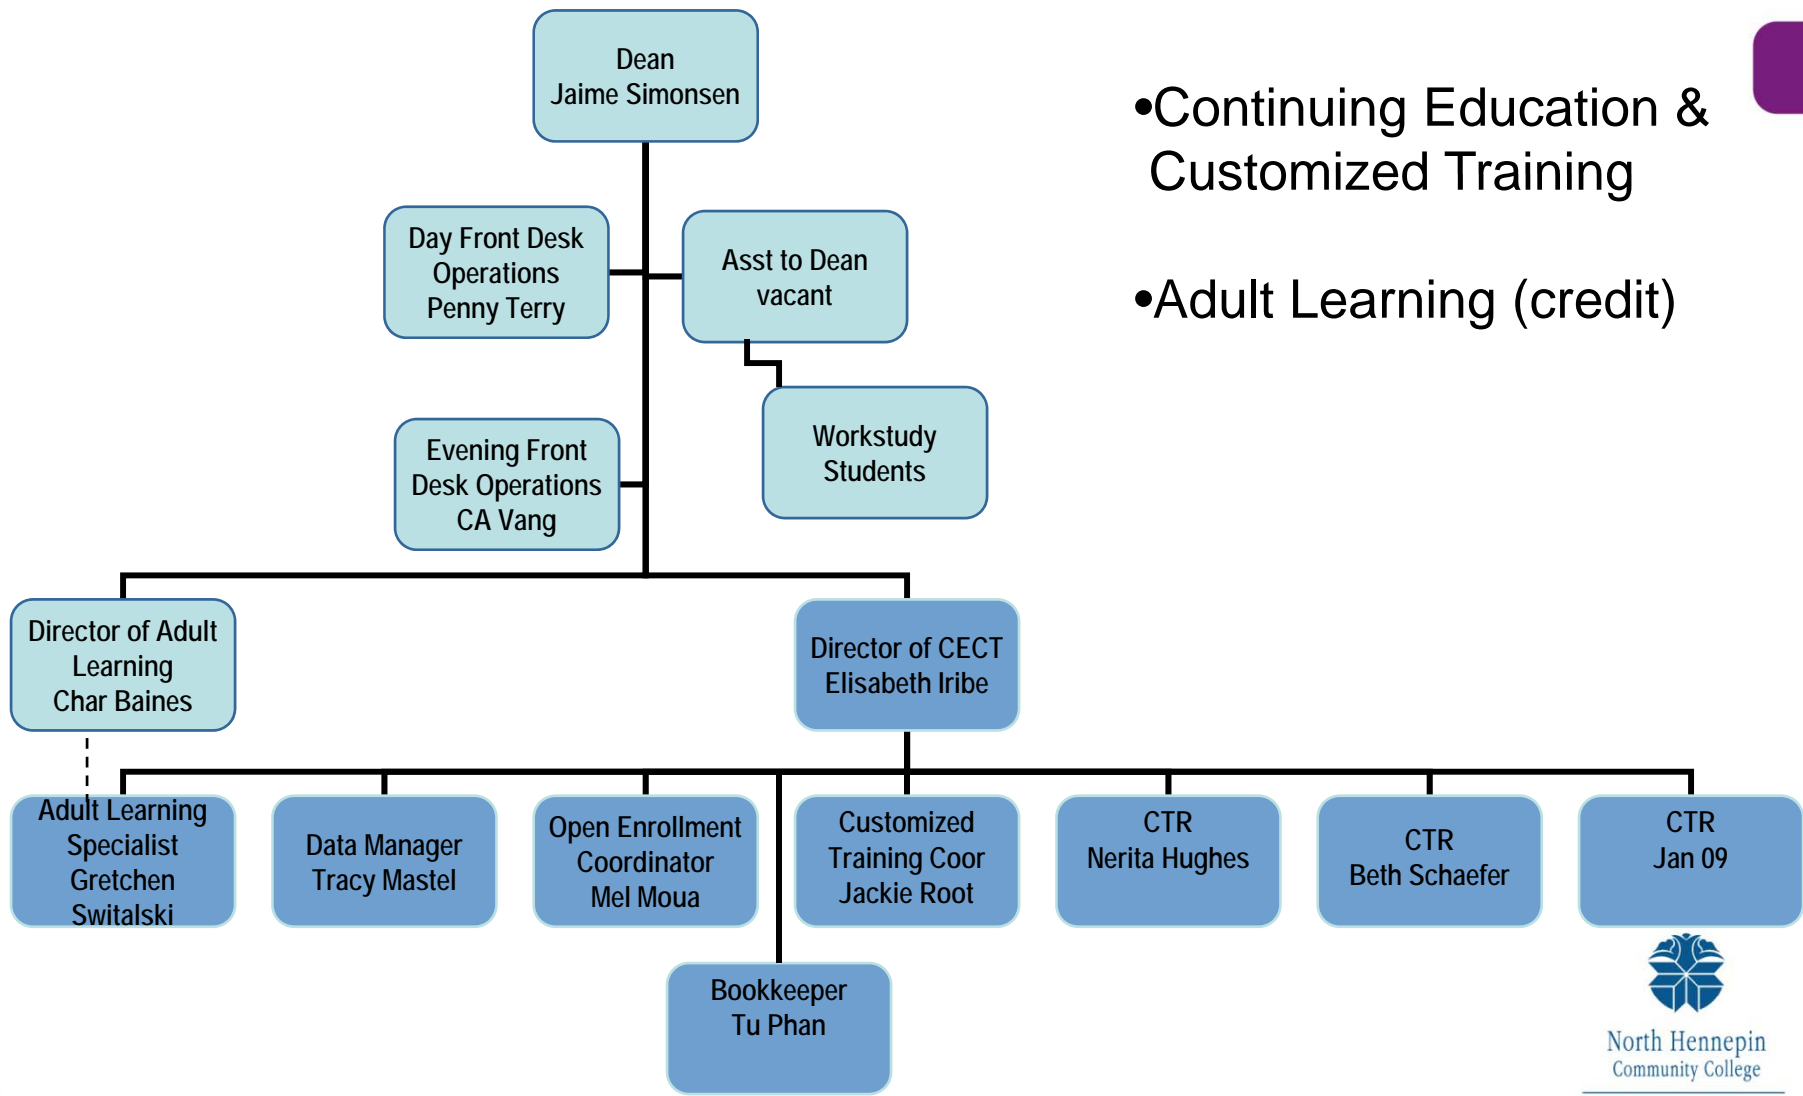 Dean
Jaime Simonsen
•Continuing Education &
Customized Training
•Adult Learning (credit)
Day Front Desk
Operations
Penny Terry
Asst to Dean
vacant
Workstudy
Students
Evening Front
Desk Operations
CA Vang
Director of Adult
Learning
Char Baines
Director of CECT
Elisabeth Iribe
Adult Learning
Specialist
Gretchen
Switalski
Data Manager
Tracy Mastel
Open Enrollment
Coordinator
Mel Moua
Customized
Training Coor
Jackie Root
CTR
Nerita Hughes
CTR
Beth Schaefer
CTR
Jan 09
Bookkeeper
Tu Phan
North Hennepin
Community College